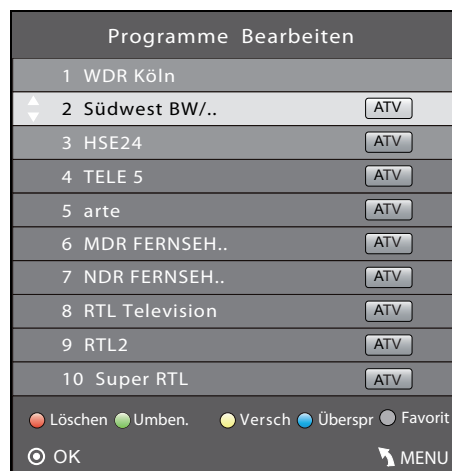 Programme Bearbeiten
1 WDR Köln
2 Südwest BW/.. ATV
3 HSE24 ATV
4 TELE 5 ATV
5 arte ATV
6 MDR FERNSEH.. ATV
7 NDR FERNSEH.. ATV
8 RTL Television ATV
9 RTL2 ATV
10 Super RTL ATV
Löschen Umben. Versch Überspr Favorit
OK MENU